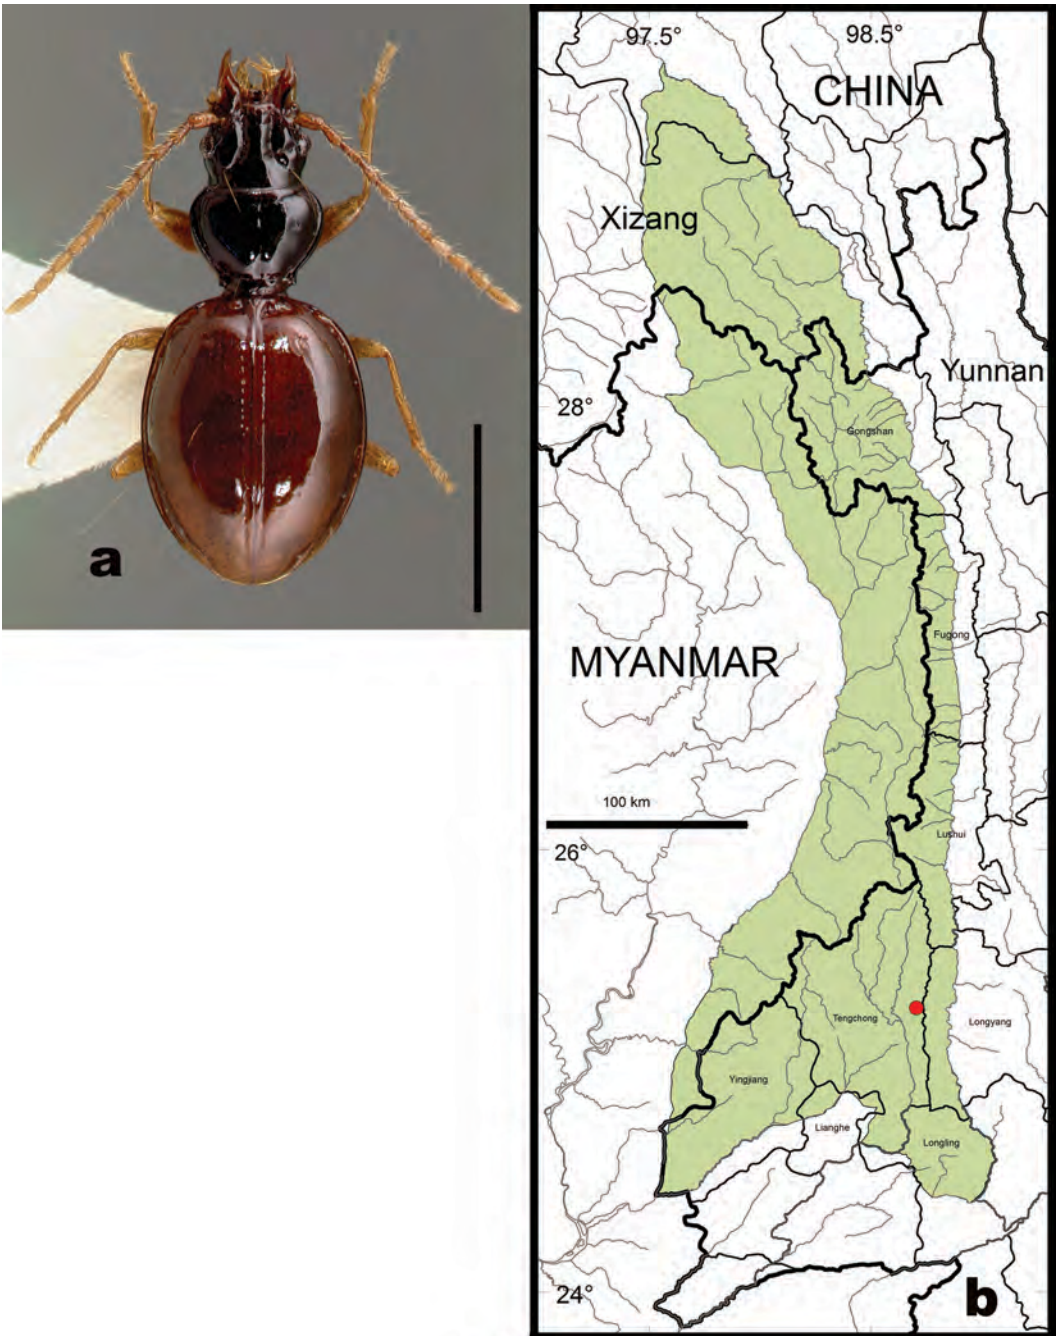 a
97.5°
98.5°
CHINA
Xizang
Yunnan
28°
Gongshan
Fugong
MYANMAR
100 km
26°
Lushui
Tengchong
Longyang
Yingjiang
Lianghe
Longling
24°
b